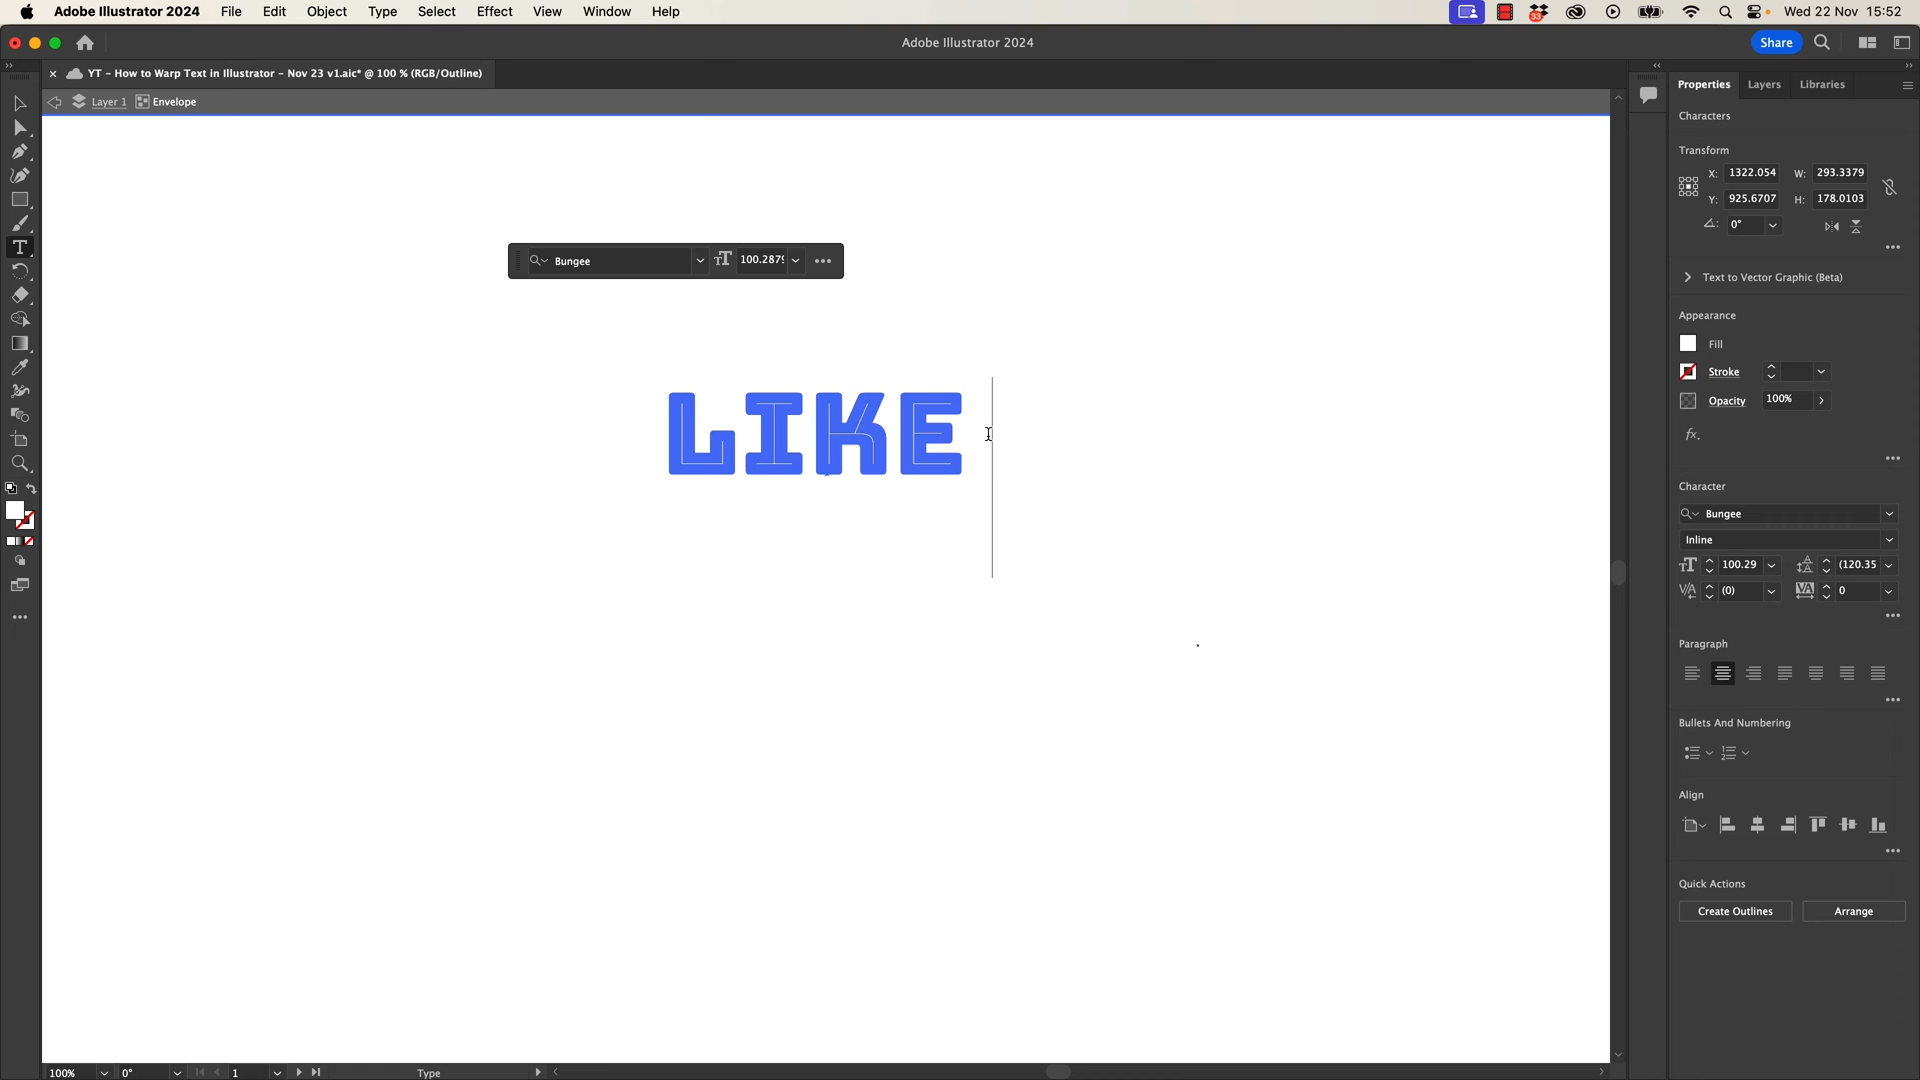 Adobe Illustrator 2024 File Edit Object Type Select Effect View Window Help 33 Wed 22 Nov 15:52
Adobe Illustrator 2024
Share
YT - How to Warp Text in Illustrator - Nov 23 v1.aic* @ 100 % (RGB/Outline)
Layer 1 Envelope
Properties Layers Libraries
Characters
Transform
X: 1322.054 W: 293.3379
Y: 925.6707 H: 178.0103
0°
Bungee 100.2879
Text to Vector Graphic (Beta)
Appearance
Fill
Stroke
Opacity 100%
fx.
LIKE
Character
Bungee
Inline
100.29 (120.35
(0) 0
Paragraph
Bullets And Numbering
Align
Quick Actions
Create Outlines Arrange
100% 0° 1 Type